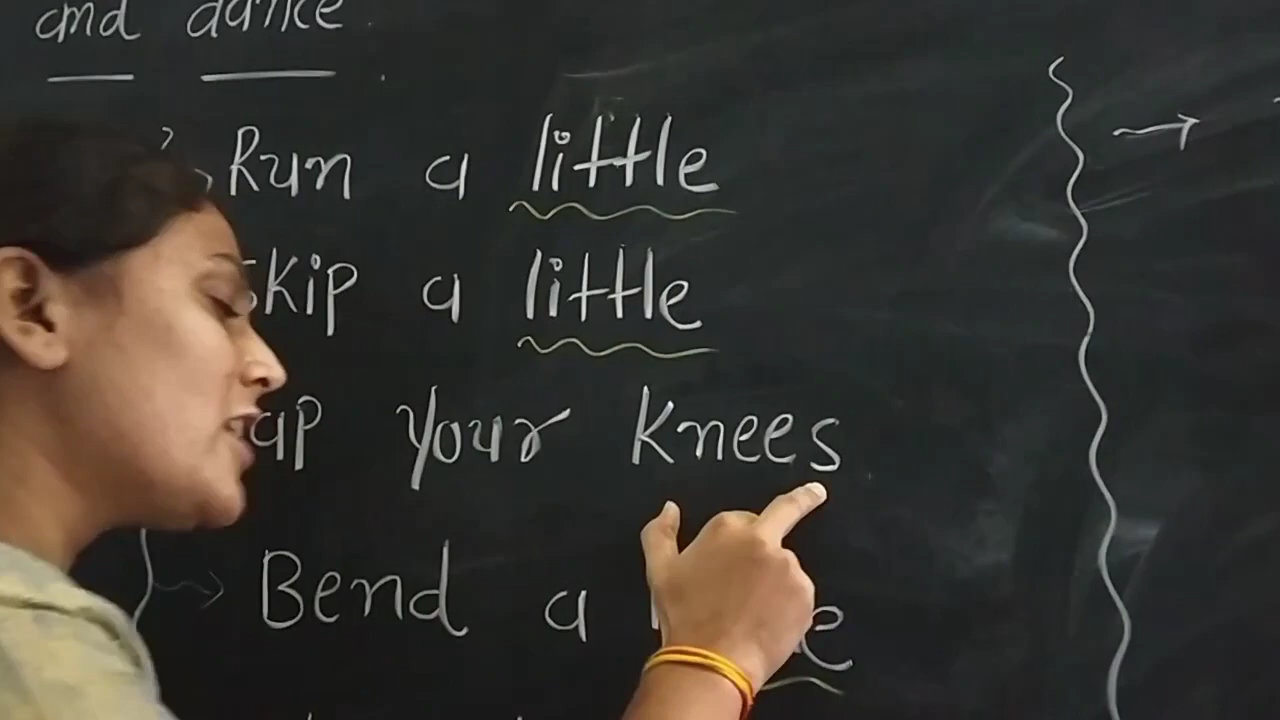 and dance
Run a little
Skip a little
your knees
Bend a